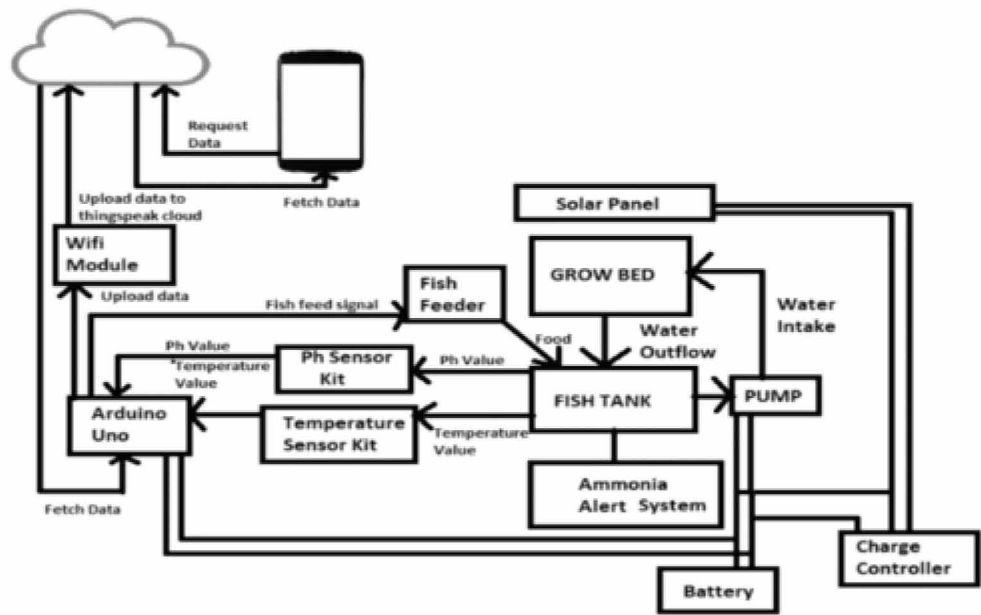 Request
Data
Fetch Data
Upload data to
thingspeak cloud
Wifi
Module
Upload data
Solar Panel
GROW BED
Fish
Feeder
Fish feed signal
Food
Water
Outflow
Water
Intake
Ph Value
"Temperature
Value
Ph Sensor
Kit
Ph Value
FISH TANK
PUMP
Arduino
Uno
Temperature
Sensor Kit
Temperature
Value
Ammonia
Alert System
Fetch Data
Charge
Controller
Battery